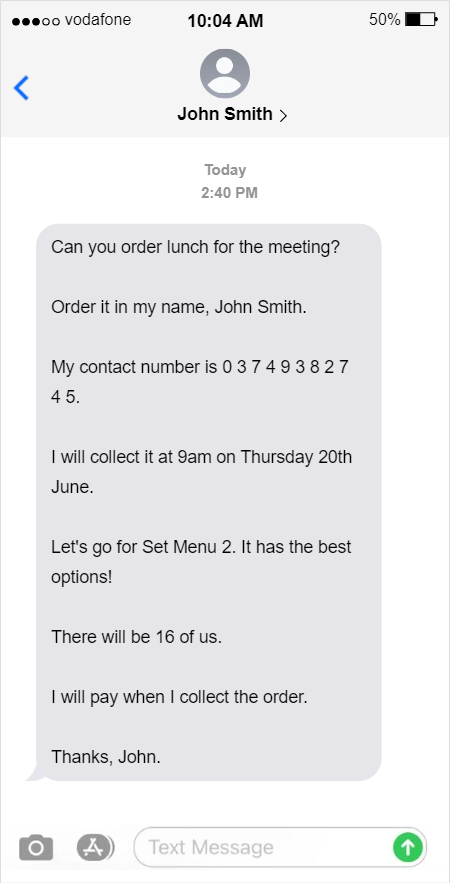 vodafone 10:04 AM 50%
John Smith >
Today
2:40 PM
Can you order lunch for the meeting?
Order it in my name, John Smith.
My contact number is 0 3 7 4 9 3 8 2 7
4 5.
I will collect it at 9am on Thursday 20th
June.
Let's go for Set Menu 2. It has the best
options!
There will be 16 of us.
I will pay when I collect the order.
Thanks, John.
Text Message